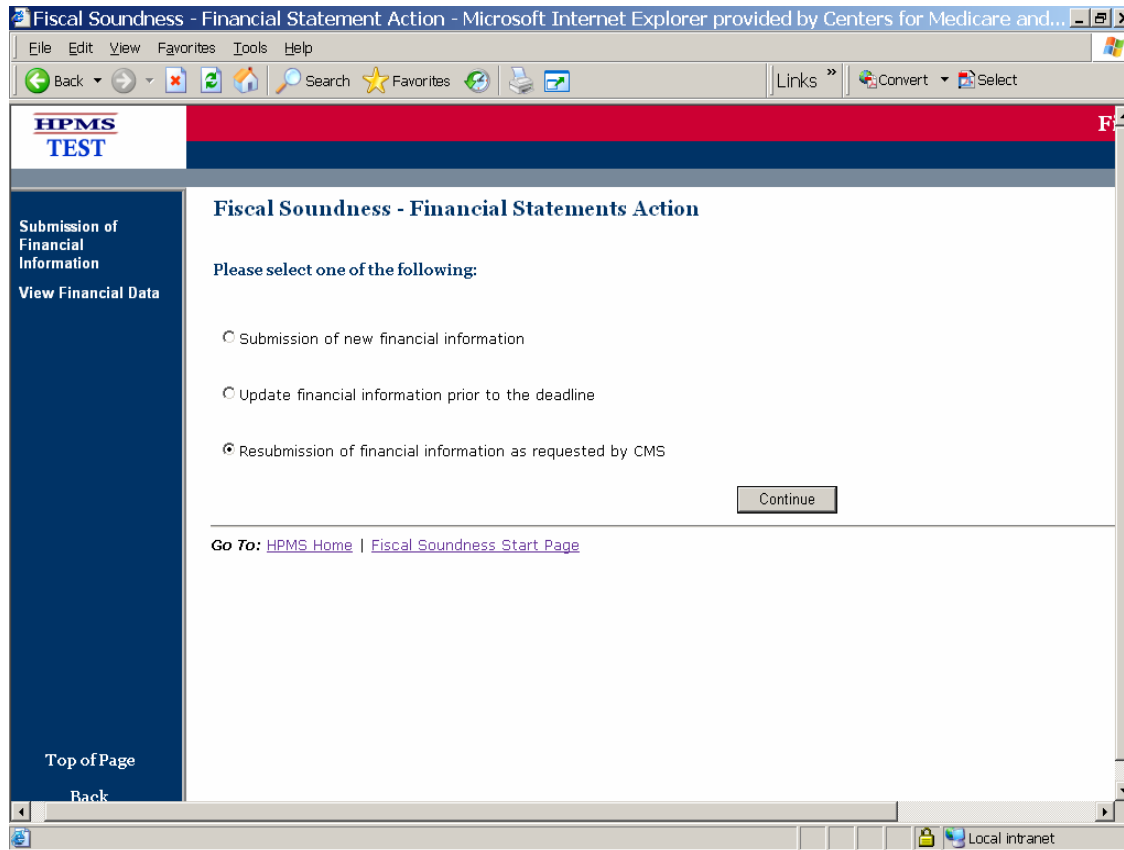 Fiscal Soundness - Financial Statement Action - Microsoft Internet Explorer provided by Centers for Medicare and...
File Edit View Favorites Tools Help
Back Search Favorites Links » Convert Select
HPMS
TEST
Submission of
Financial
Information
View Financial Data
Top of Page
Back
Fiscal Soundness - Financial Statements Action
Please select one of the following:
Submission of new financial information
Update financial information prior to the deadline
Resubmission of financial information as requested by CMS
Continue
Go To: HPMS Home | Fiscal Soundness Start Page
Local intranet